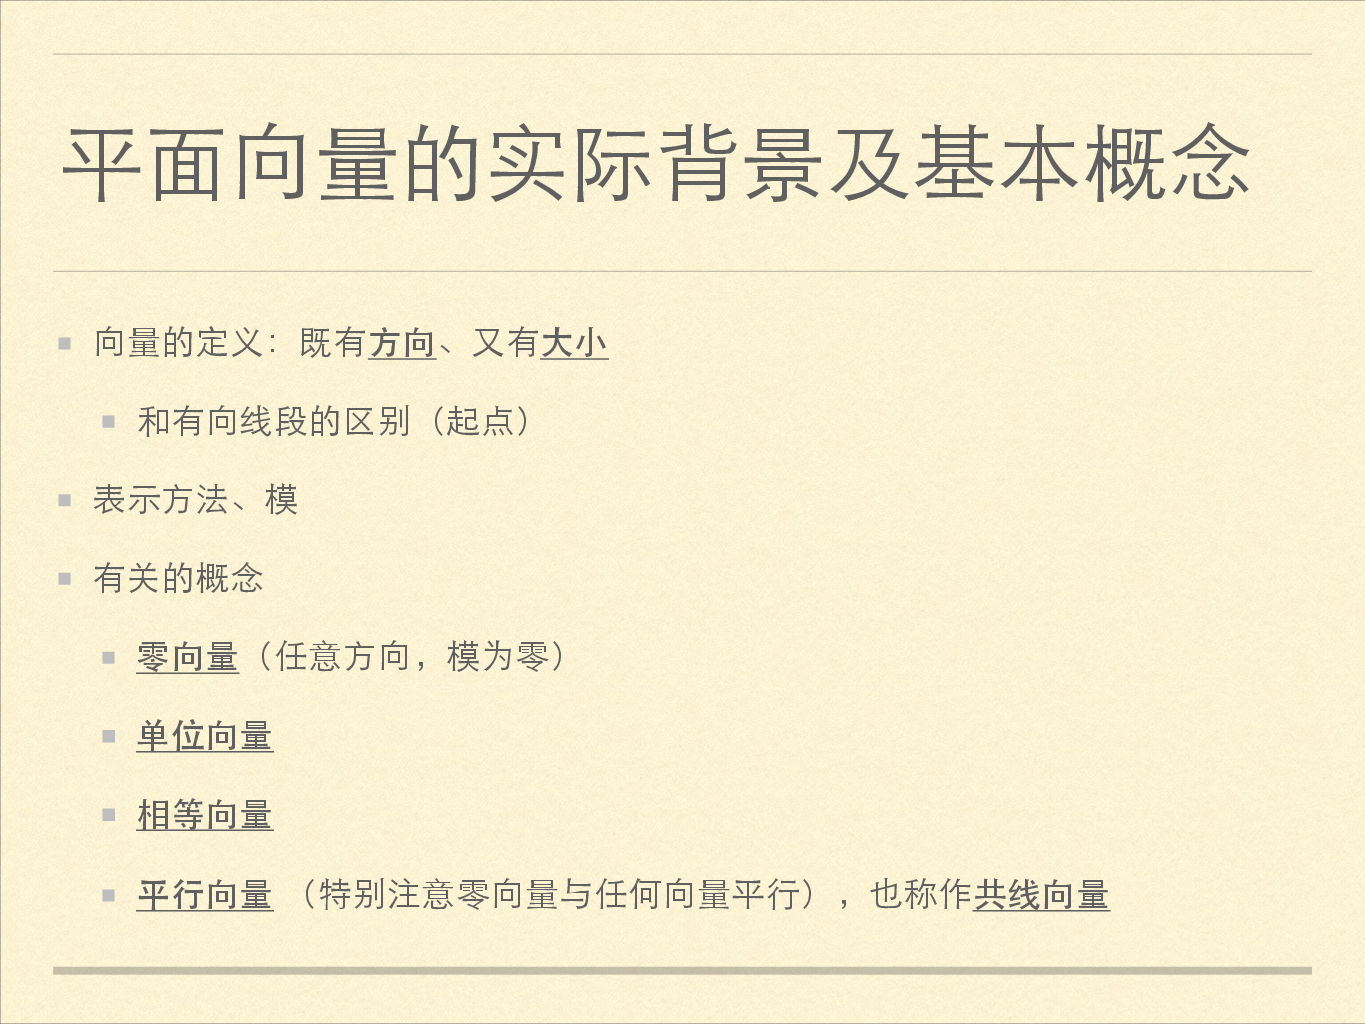 平面向量的实际背景及基本概念
向量的定义：既有方向、又有大小
和有向线段的区别（起点）
表示方法、模
有关的概念
零向量（任意方向，模为零）
单位向量
相等向量
平行向量 （特别注意零向量与任何向量平行），也称作共线向量